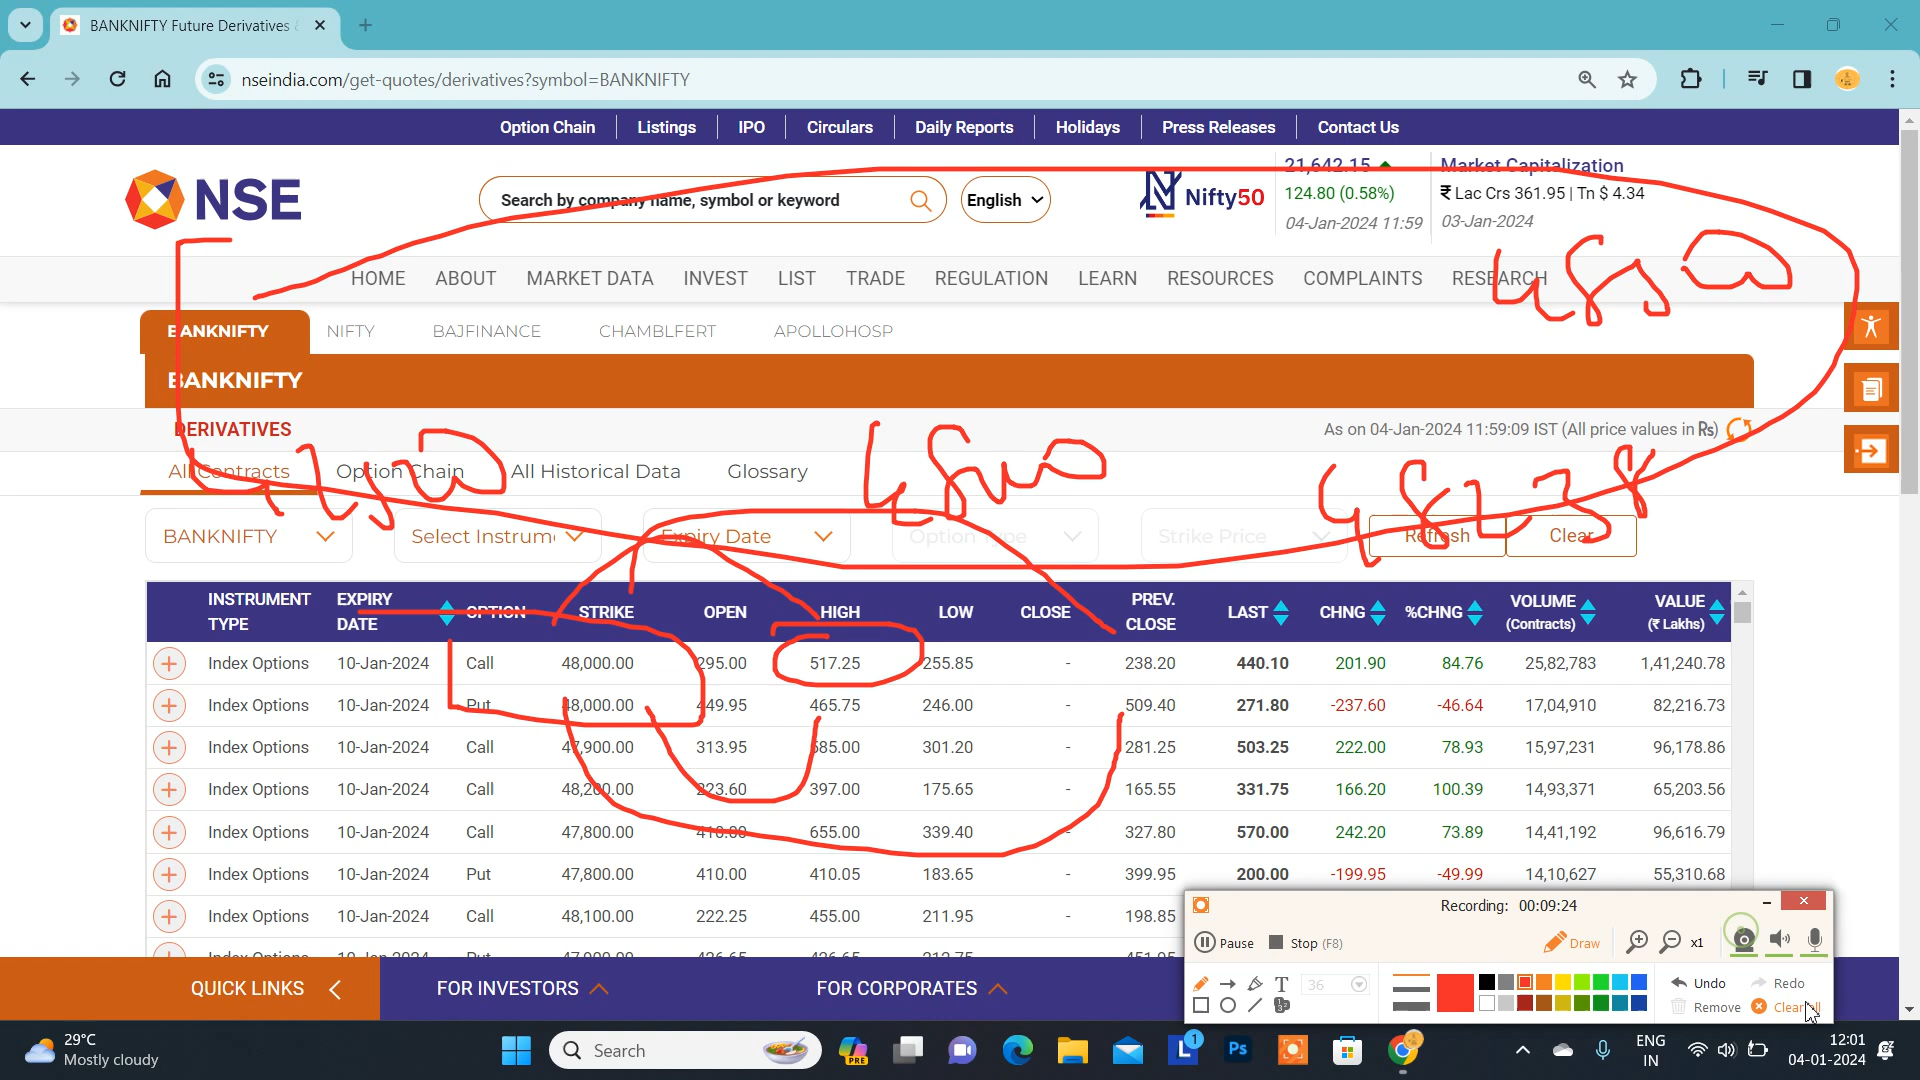 BANKNIFTY Future Derivatives
nseindia.com/get-quotes/derivatives?symbol=BANKNIFTY
Option Chain Listings IPO Circulars Daily Reports Holidays Press Releases Contact Us
NSE
Search by company name, symbol or keyword
English
Nifty50
21,642.15
124.80 (0.58%)
04-Jan-2024 11:59
Market Capitalization
₹ Lac Crs 361.95 | Tn $ 4.34
03-Jan-2024
HOME ABOUT MARKET DATA INVEST LIST TRADE REGULATION LEARN RESOURCES COMPLAINTS RESEARCH
BANKNIFTY NIFTY BAJFINANCE CHAMBLFERT APOLLOHOSP
BANKNIFTY
DERIVATIVES
As on 04-Jan-2024 11:59:09 IST (All price values in Rs)
All Contracts Option Chain All Historical Data Glossary
BANKNIFTY Select Instrum Expiry Date Option Type Strike Price Refresh Clear
INSTRUMENT TYPE EXPIRY DATE OPTION STRIKE OPEN HIGH LOW CLOSE PREV. CLOSE LAST CHNG %CHNG VOLUME (Contracts) VALUE (₹ Lakhs)
Index Options 10-Jan-2024 Call 48,000.00 295.00 517.25 255.85 - 238.20 440.10 201.90 84.76 25,82,783 1,41,240.78
Index Options 10-Jan-2024 Put 48,000.00 449.95 465.75 246.00 - 509.40 271.80 -237.60 -46.64 17,04,910 82,216.73
Index Options 10-Jan-2024 Call 47,900.00 313.95 585.00 301.20 - 281.25 503.25 222.00 78.93 15,97,231 96,178.86
Index Options 10-Jan-2024 Call 48,200.00 223.60 397.00 175.65 - 165.55 331.75 166.20 100.39 14,93,371 65,203.56
Index Options 10-Jan-2024 Call 47,800.00 410.00 655.00 339.40 - 327.80 570.00 242.20 73.89 14,41,192 96,616.79
Index Options 10-Jan-2024 Put 47,800.00 410.00 410.05 183.65 - 399.95 200.00 -199.95 -49.99 14,10,627 55,310.68
Index Options 10-Jan-2024 Call 48,100.00 222.25 455.00 211.95 - 198.85
QUICK LINKS FOR INVESTORS FOR CORPORATES
Recording: 00:09:24
Pause Stop (F8) Draw x1
36 Undo Redo
Remove Clear all
29°C
Mostly cloudy
Search
PRE
L
1
Ps
ENG
IN
12:01
04-01-2024